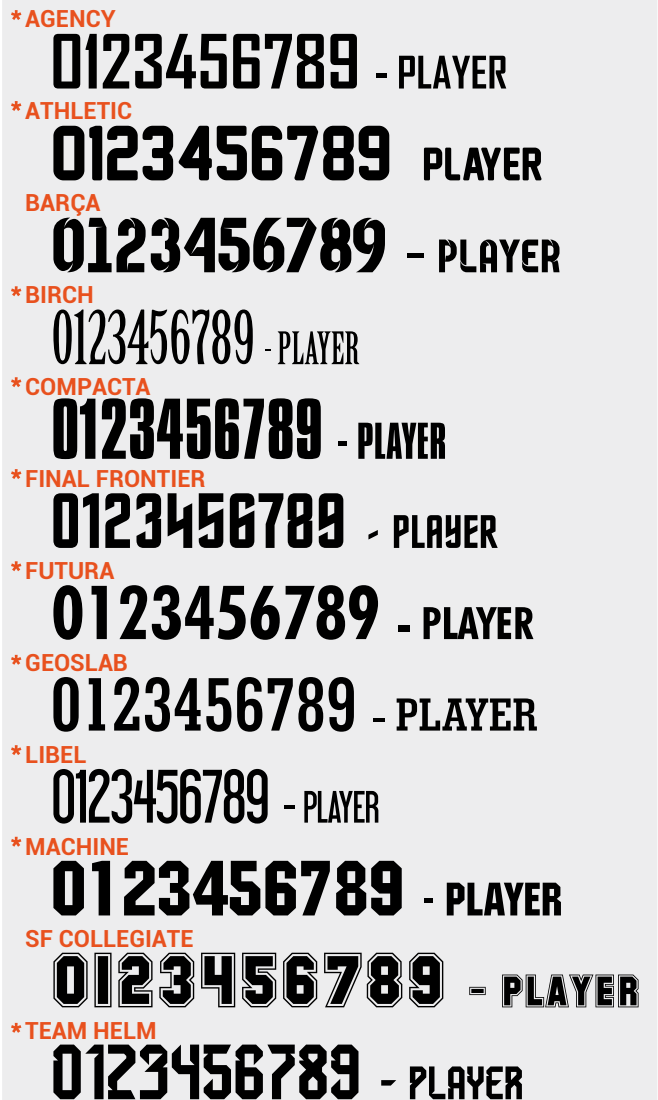 *AGENCY
0123456789 - PLAYER
*ATHLETIC
0123456789 PLAYER
BARÇA
0123456789 - PLAYER
*BIRCH
0123456789 - PLAYER
*COMPACTA
0123456789 - PLAYER
*FINAL FRONTIER
0123456789 - PLAYER
*FUTURA
0123456789 - PLAYER
*GEOSLAB
0123456789 - PLAYER
*LIBEL
0123456789 - PLAYER
*MACHINE
0123456789 - PLAYER
SF COLLEGIATE
0123456789 - PLAYER
*TEAM HELM
0123456789 - PLAYER